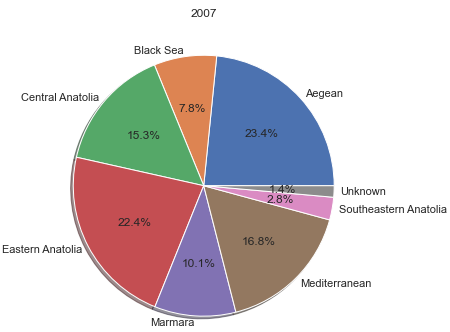 2007
Black Sea
Aegean
Central Anatolia
7.8%
23.4%
15.3%
1.4%
Unknown
2.8%
Southeastern Anatolia
22.4%
16.8%
Eastern Anatolia
10.1%
Mediterranean
Marmara